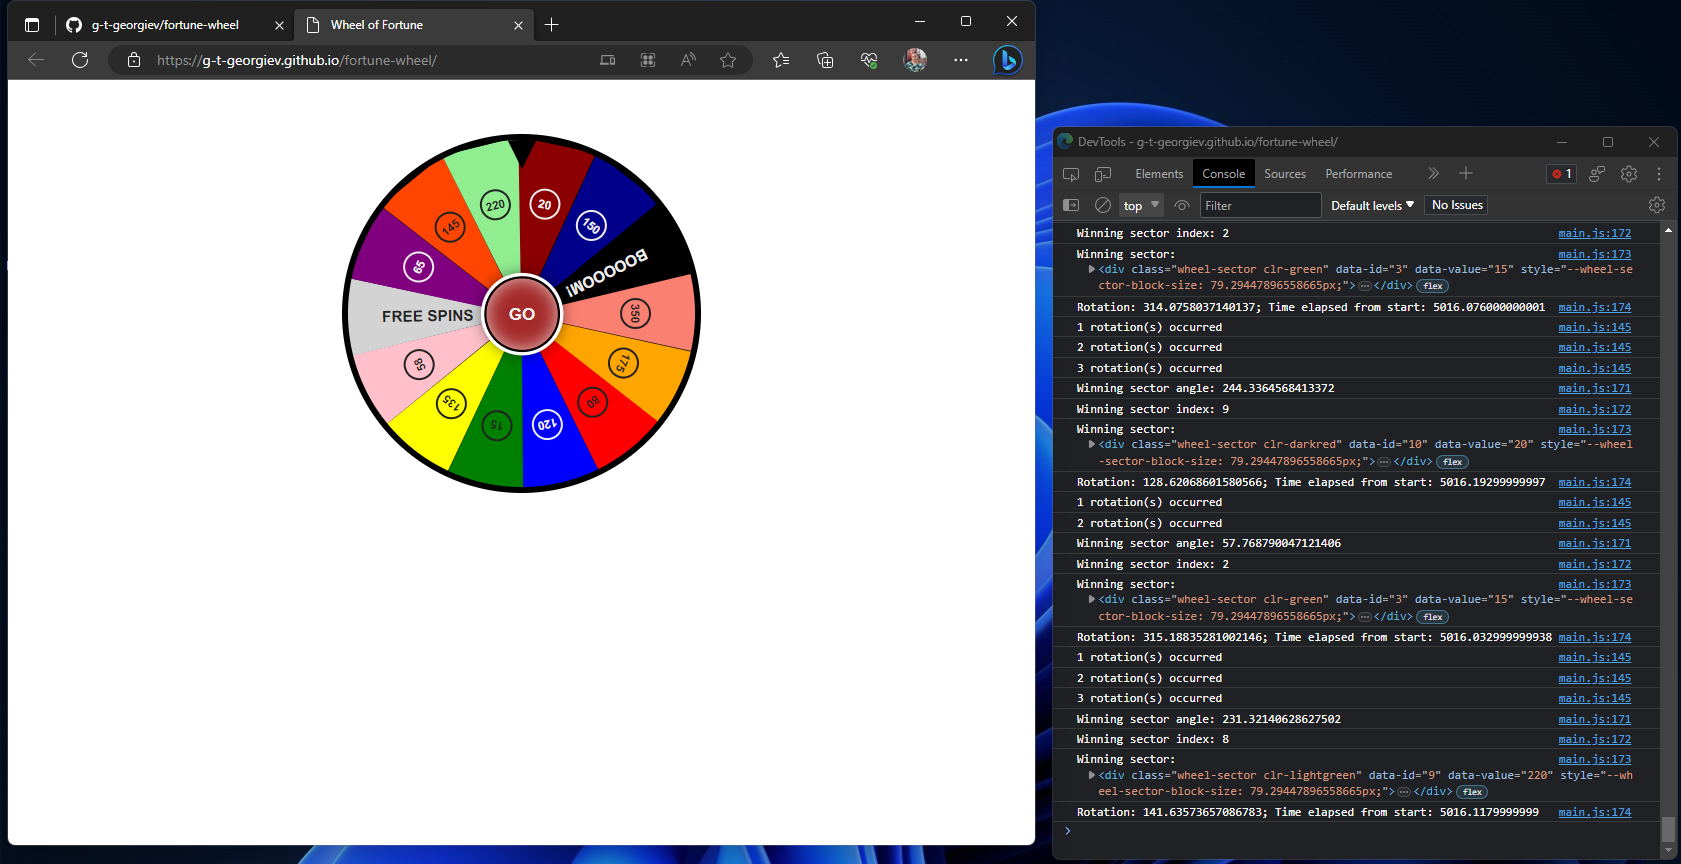 g-t-georgiev/fortune-wheel
Wheel of Fortune
https://g-t-georgiev.github.io/fortune-wheel/
220
20
150
BOOOOOM!
350
175
80
120
15
135
85
FREE SPINS
65
145
GO
DevTools - g-t-georgiev.github.io/fortune-wheel/
Elements Console Sources Performance 1
top Filter Default levels No Issues
Winning sector index: 2 main.js:172
Winning sector: main.js:173
<div class="wheel-sector clr-green" data-id="3" data-value="15" style="--wheel-se
ctor-block-size: 79.29447896558665px;">…</div> flex
Rotation: 314.0758037140137; Time elapsed from start: 5016.076000000001 main.js:174
1 rotation(s) occurred main.js:145
2 rotation(s) occurred main.js:145
3 rotation(s) occurred main.js:145
Winning sector angle: 244.3364568413372 main.js:171
Winning sector index: 9 main.js:172
Winning sector: main.js:173
<div class="wheel-sector clr-darkred" data-id="10" data-value="20" style="--wheel
-sector-block-size: 79.29447896558665px;">…</div> flex
Rotation: 128.62068601580566; Time elapsed from start: 5016.19299999997 main.js:174
1 rotation(s) occurred main.js:145
2 rotation(s) occurred main.js:145
Winning sector angle: 57.768790047121406 main.js:171
Winning sector index: 2 main.js:172
Winning sector: main.js:173
<div class="wheel-sector clr-green" data-id="3" data-value="15" style="--wheel-se
ctor-block-size: 79.29447896558665px;">…</div> flex
Rotation: 315.18835281002146; Time elapsed from start: 5016.032999999938 main.js:174
1 rotation(s) occurred main.js:145
2 rotation(s) occurred main.js:145
3 rotation(s) occurred main.js:145
Winning sector angle: 231.32140628627502 main.js:171
Winning sector index: 8 main.js:172
Winning sector: main.js:173
<div class="wheel-sector clr-lightgreen" data-id="9" data-value="220" style="--wh
eel-sector-block-size: 79.29447896558665px;">…</div> flex
Rotation: 141.63573657086783; Time elapsed from start: 5016.1179999999 main.js:174